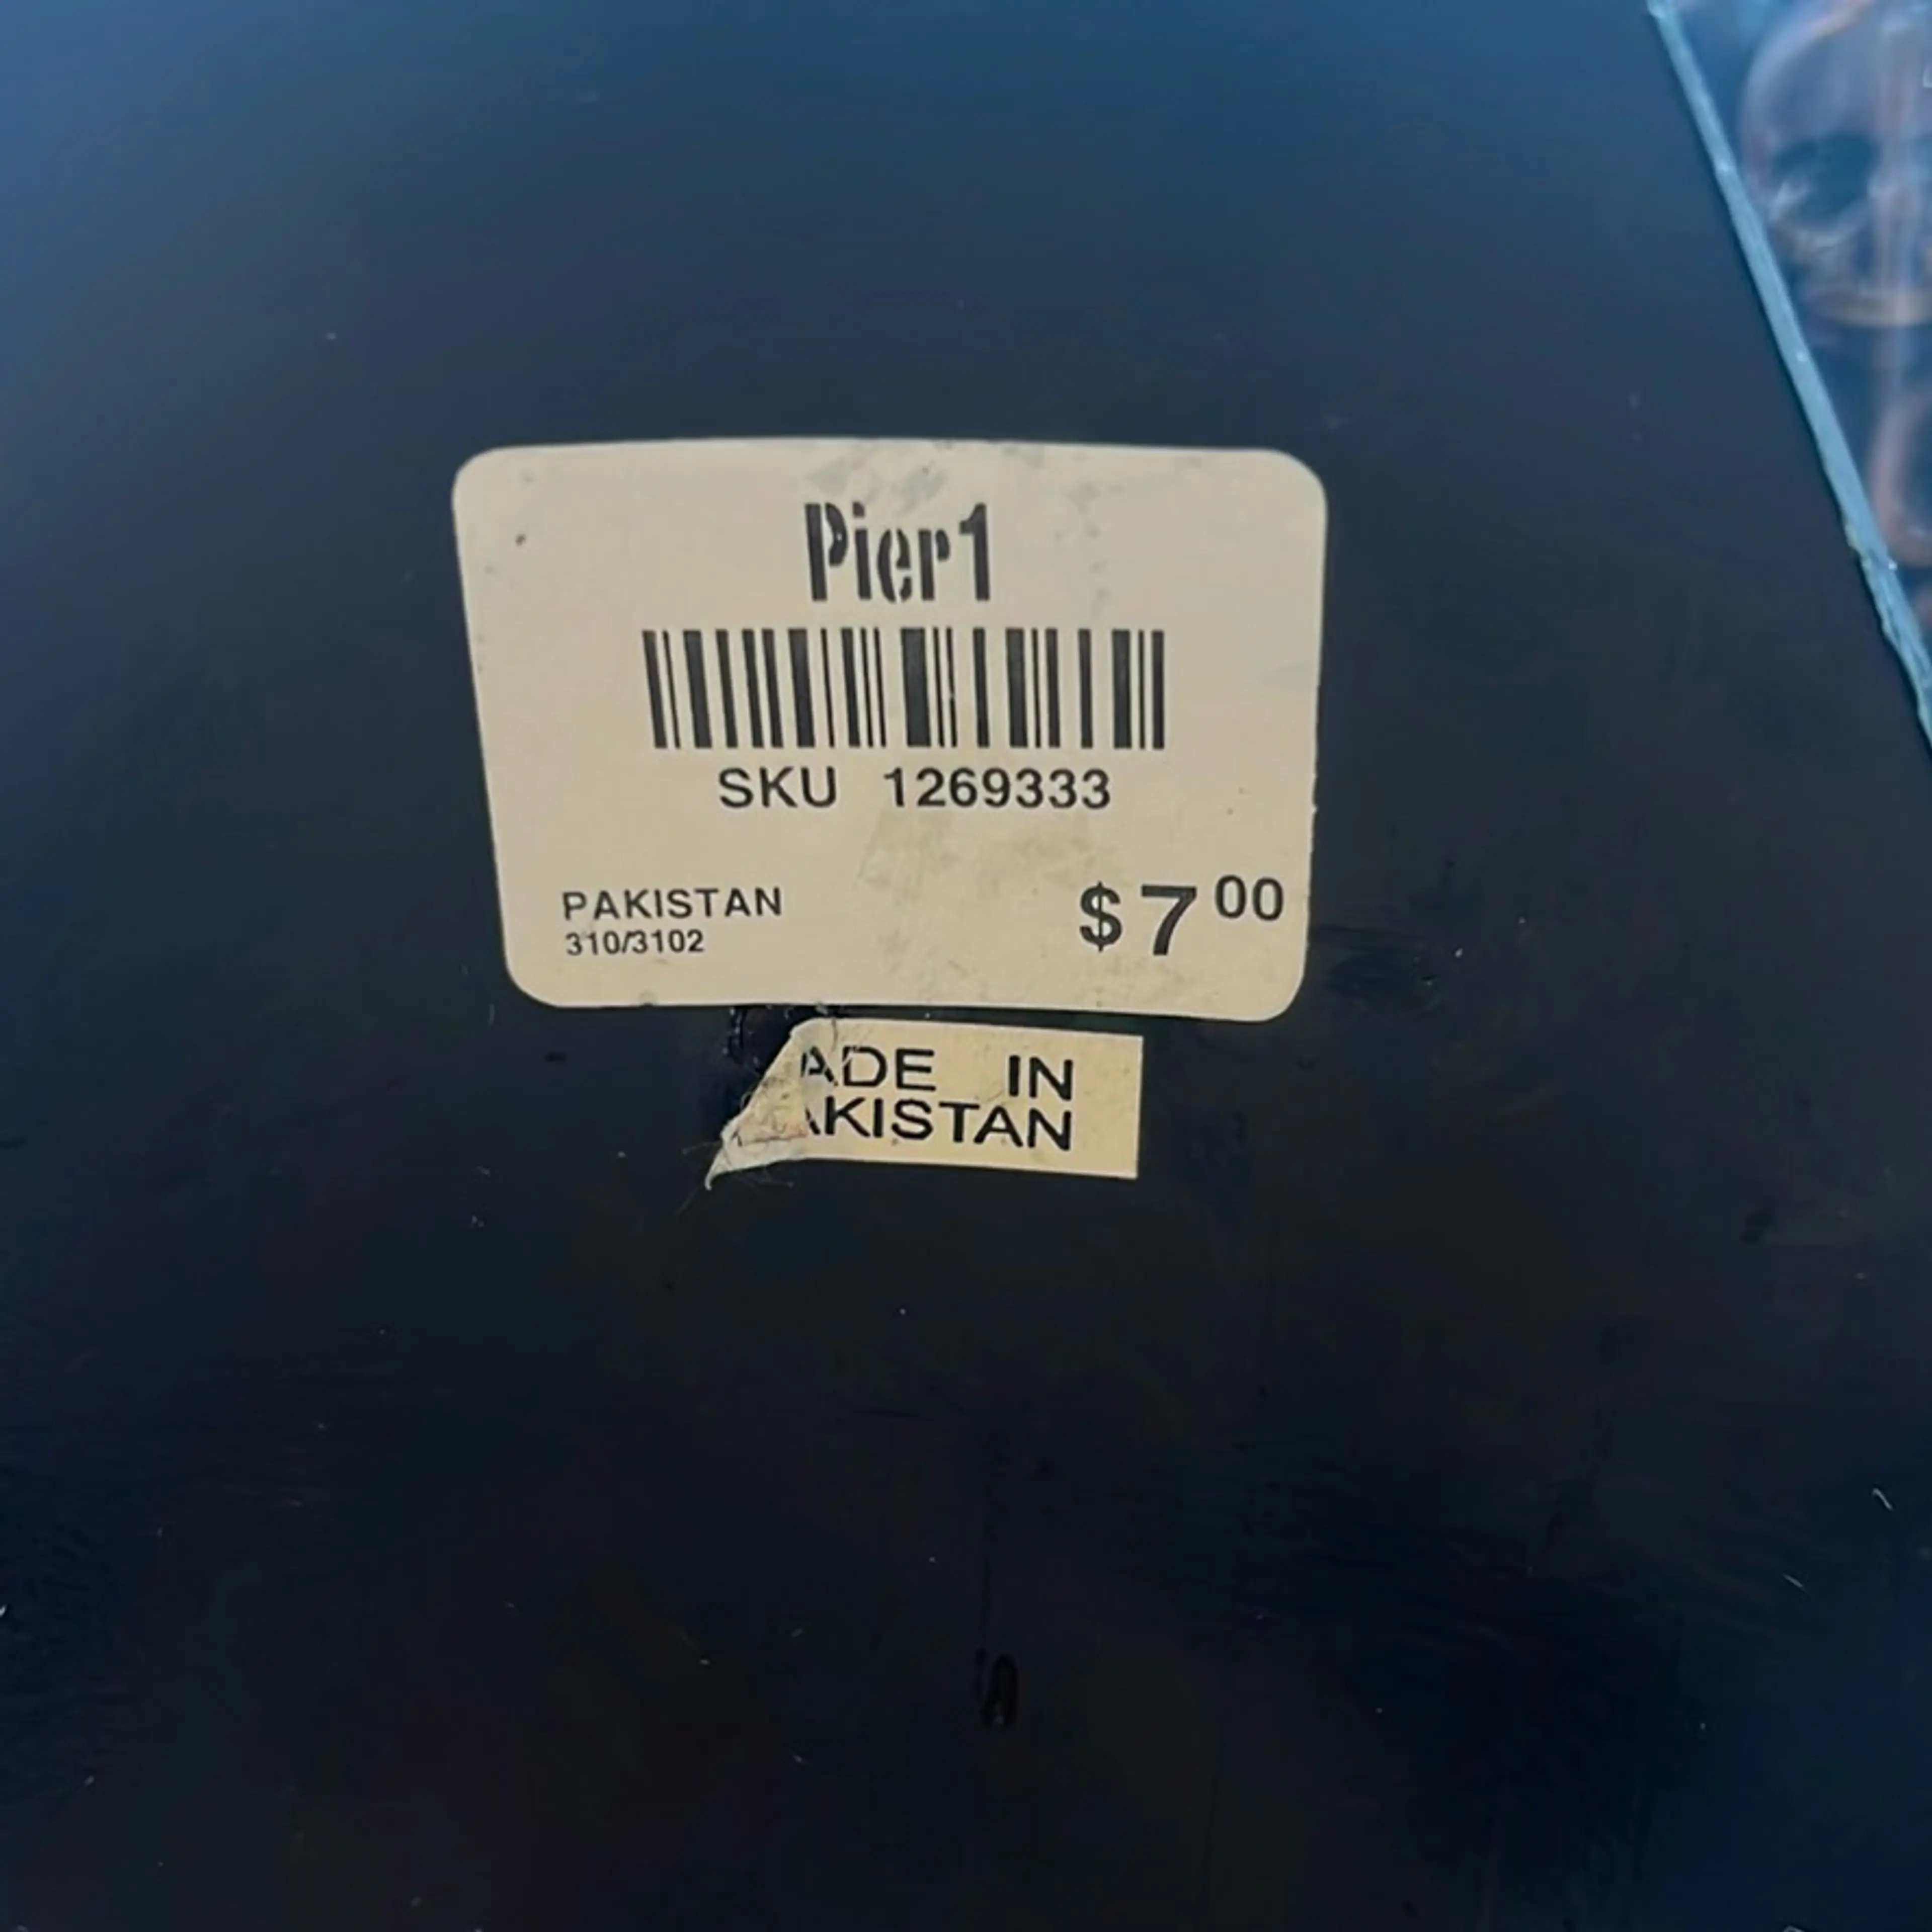 Pier1
SKU 1269333
PAKISTAN
310/3102
$7 00
ADE IN
AKISTAN